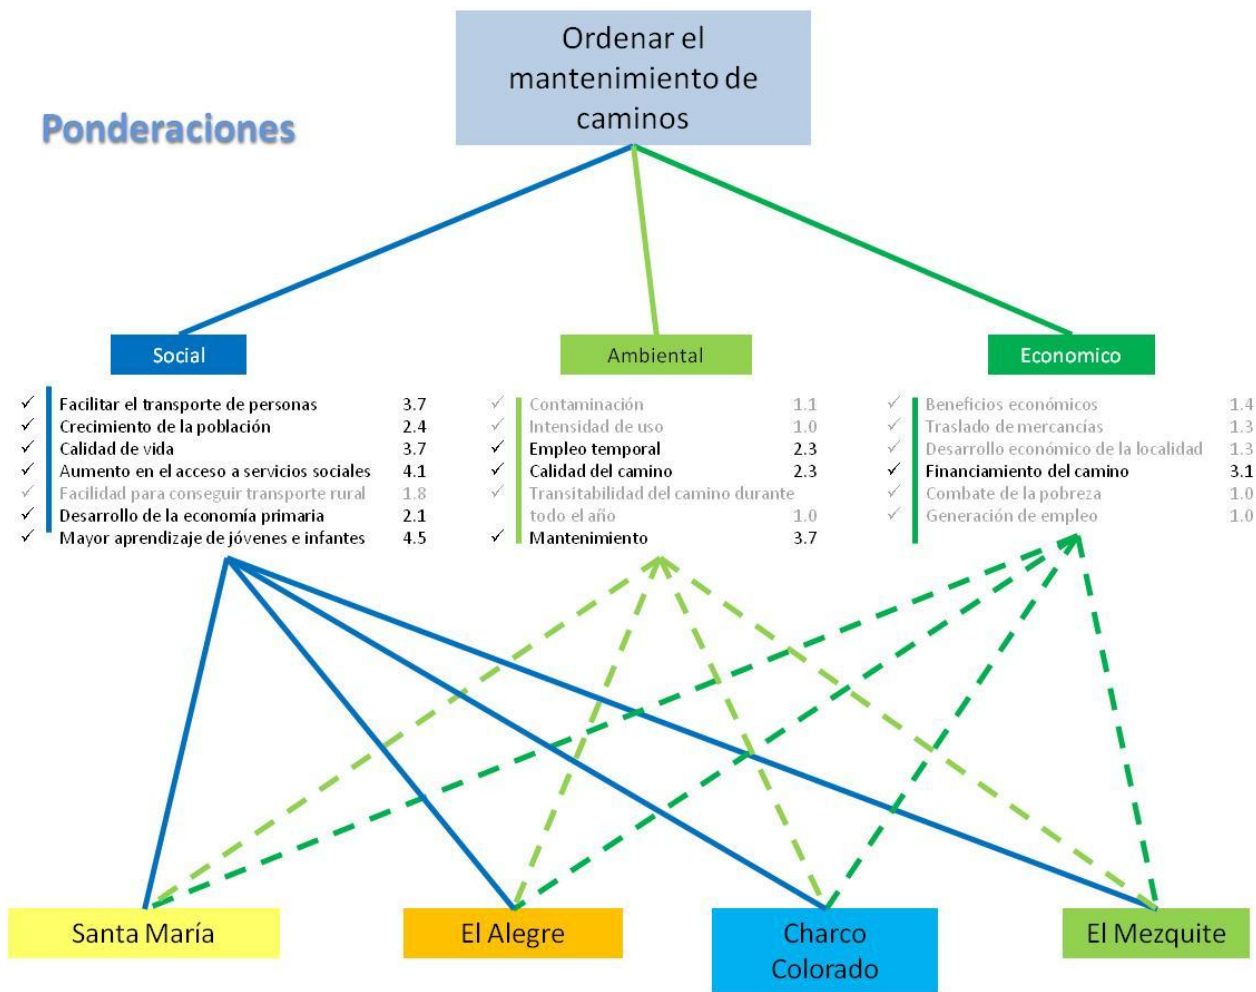 Ordenar el
mantenimiento de
caminos
Ponderaciones
Social
Facilitar el transporte de personas 3.7
Crecimiento de la población 2.4
Calidad de vida 3.7
Aumento en el acceso a servicios sociales 4.1
Facilidad para conseguir transporte rural 1.8
Desarrollo de la economía primaria 2.1
Mayor aprendizaje de jóvenes e infantes 4.5
Ambiental
Contaminación 1.1
Intensidad de uso 1.0
Empleo temporal 2.3
Calidad del camino 2.3
Transitabilidad del camino durante
todo el año 1.0
Mantenimiento 3.7
Economico
Beneficios económicos 1.4
Traslado de mercancías 1.3
Desarrollo económico de la localidad 1.3
Financiamiento del camino 3.1
Combate de la pobreza 1.0
Generación de empleo 1.0
Santa María
El Alegre
Charco
Colorado
El Mezquite